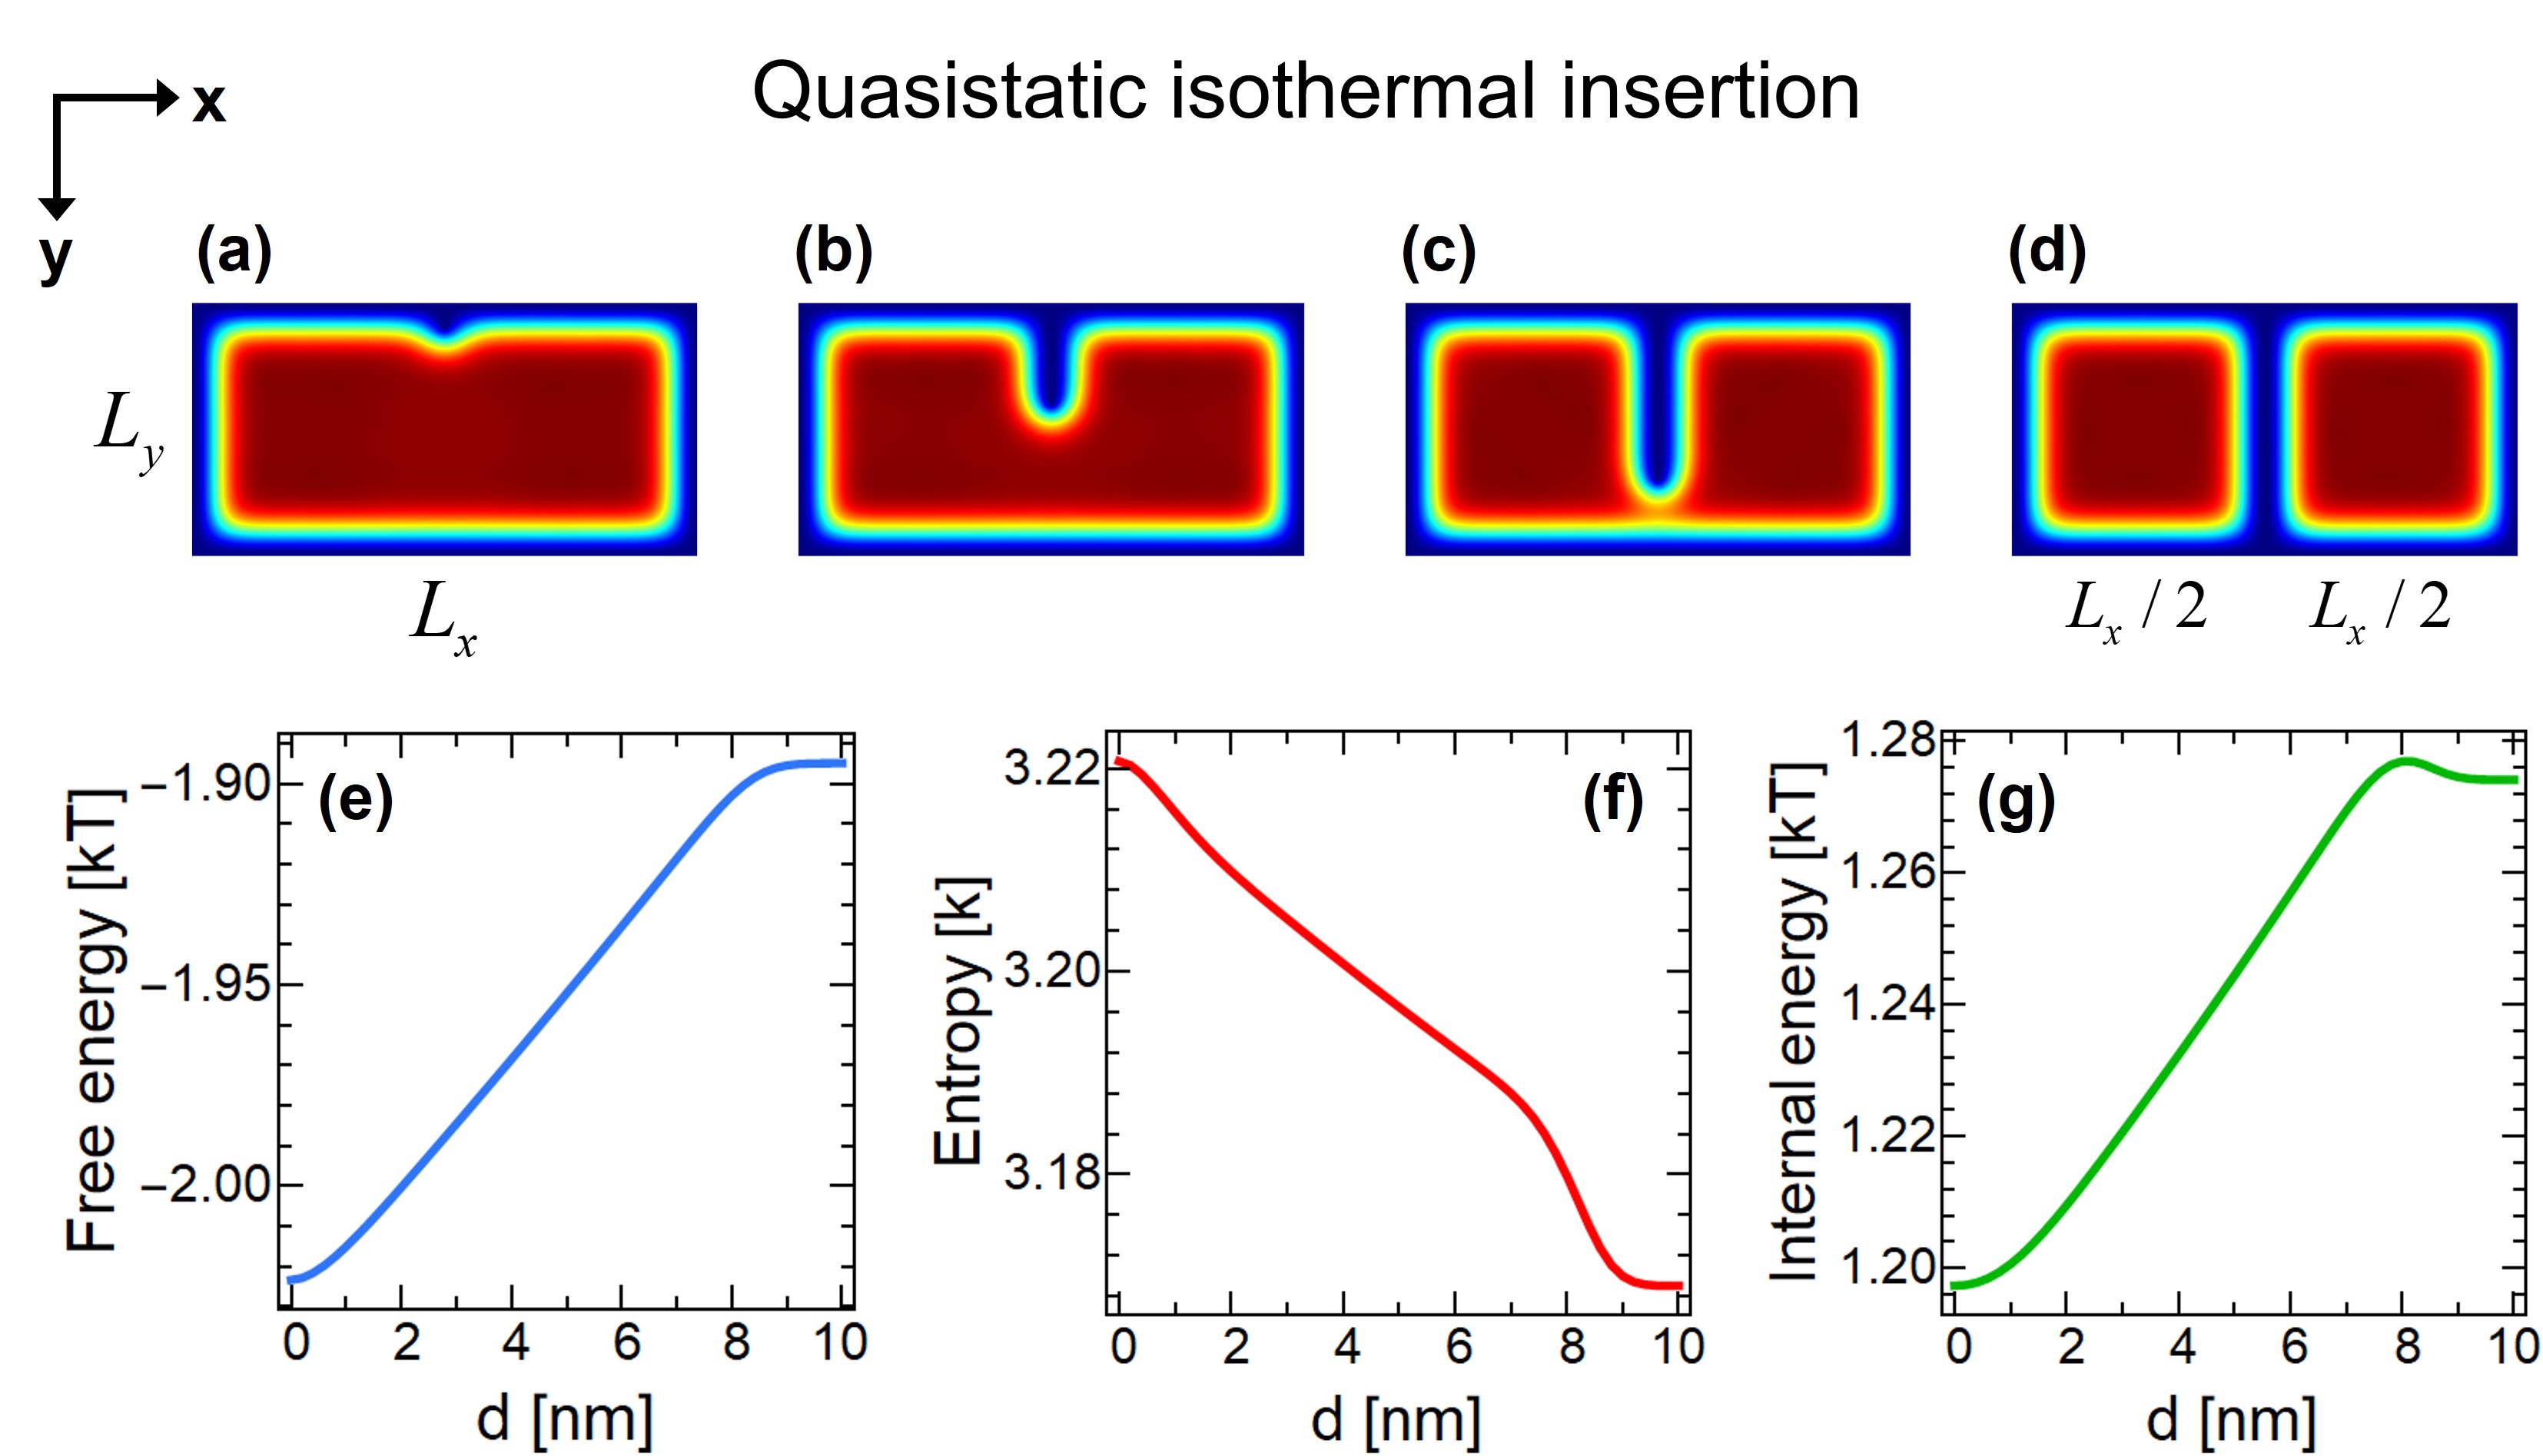 Quasistatic isothermal insertion
x
y
(a)
(b)
(c)
(d)
L_y
L_x
L_x / 2
L_x / 2
Free energy [kT]
−1.90
−1.95
−2.00
(e)
0 2 4 6 8 10
d [nm]
Entropy [k]
3.22
3.20
3.18
(f)
0 2 4 6 8 10
d [nm]
Internal energy [kT]
1.28
1.26
1.24
1.22
1.20
(g)
0 2 4 6 8 10
d [nm]